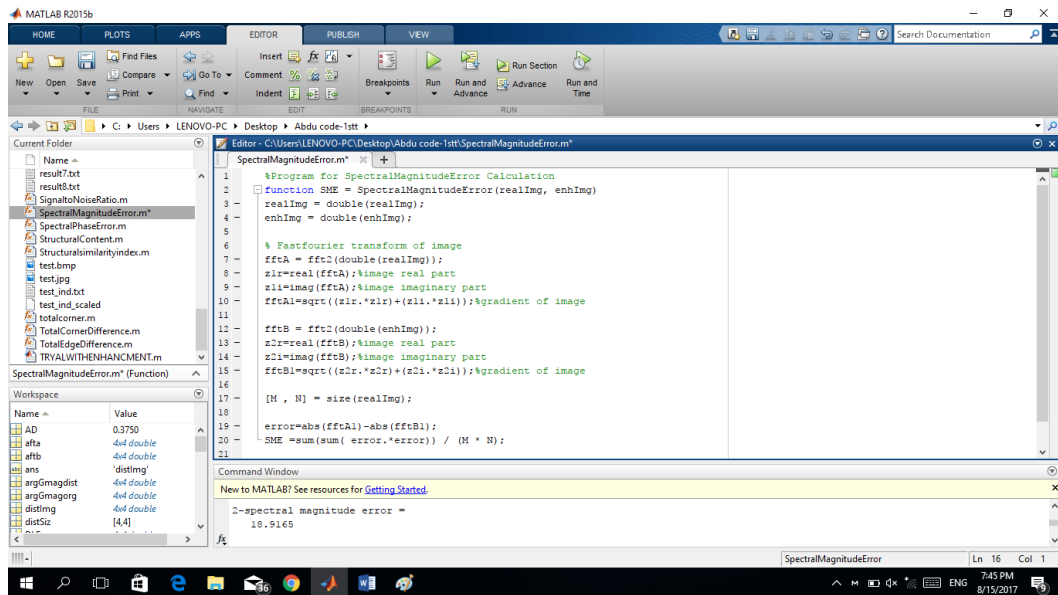 MATLAB R2015b
HOME PLOTS APPS EDITOR PUBLISH VIEW
Search Documentation
New Open Save
Find Files
Compare
Print
Go To
Find
Insert fx
Comment
Indent
Breakpoints
Run
Run and Advance
Run Section
Advance
Run and Time
FILE NAVIGATE EDIT BREAKPOINTS RUN
C: Users LENOVO-PC Desktop Abdu code-1stt
Current Folder
Name
result7.txt
result8.txt
SignaltoNoiseRatio.m
SpectralMagnitudeError.m*
SpectralPhaseError.m
StructuralContent.m
Structuralsimilarityindex.m
test.bmp
test.jpg
test_ind.txt
test_ind_scaled
totalcorner.m
TotalCornerDifference.m
TotalEdgeDifference.m
TRYALWITHENHANCMENT.m
SpectralMagnitudeError.m* (Function)
Workspace
Name Value
AD 0.3750
afta 4x4 double
aftb 4x4 double
ans 'distImg'
argGmagdist 4x4 double
argGmagorg 4x4 double
distImg 4x4 double
distSiz [4,4]
Editor - C:\Users\LENOVO-PC\Desktop\Abdu code-1stt\SpectralMagnitudeError.m*
SpectralMagnitudeError.m*
1 %Program for SpectralMagnitudeError Calculation
2 function SME = SpectralMagnitudeError(realImg, enhImg)
3 realImg = double(realImg);
4 enhImg = double(enhImg);
5
6 % Fastfourier transform of image
7 fftA = fft2(double(realImg));
8 z1r=real(fftA);%image real part
9 z1i=imag(fftA);%image imaginary part
10 fftA1=sqrt((z1r.*z1r)+(z1i.*z1i));%gradient of image
11
12 fftB = fft2(double(enhImg));
13 z2r=real(fftB);%image real part
14 z2i=imag(fftB);%image imaginary part
15 fftB1=sqrt((z2r.*z2r)+(z2i.*z2i));%gradient of image
16
17 [M , N] = size(realImg);
18
19 error=abs(fftA1)-abs(fftB1);
20 SME =sum(sum( error.*error)) / (M * N);
21
Command Window
New to MATLAB? See resources for Getting Started.
2-spectral magnitude error =
18.9165
fx
SpectralMagnitudeError Ln 16 Col 1
36
ENG
7:45 PM
8/15/2017
9